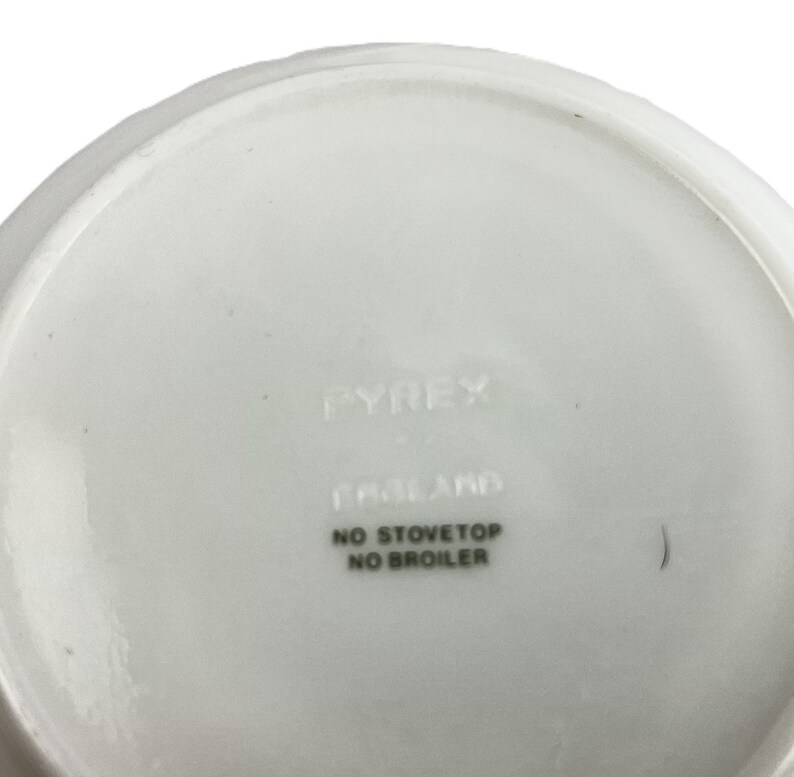 PYREX
ENGLAND
NO STOVETOP
NO BROILER